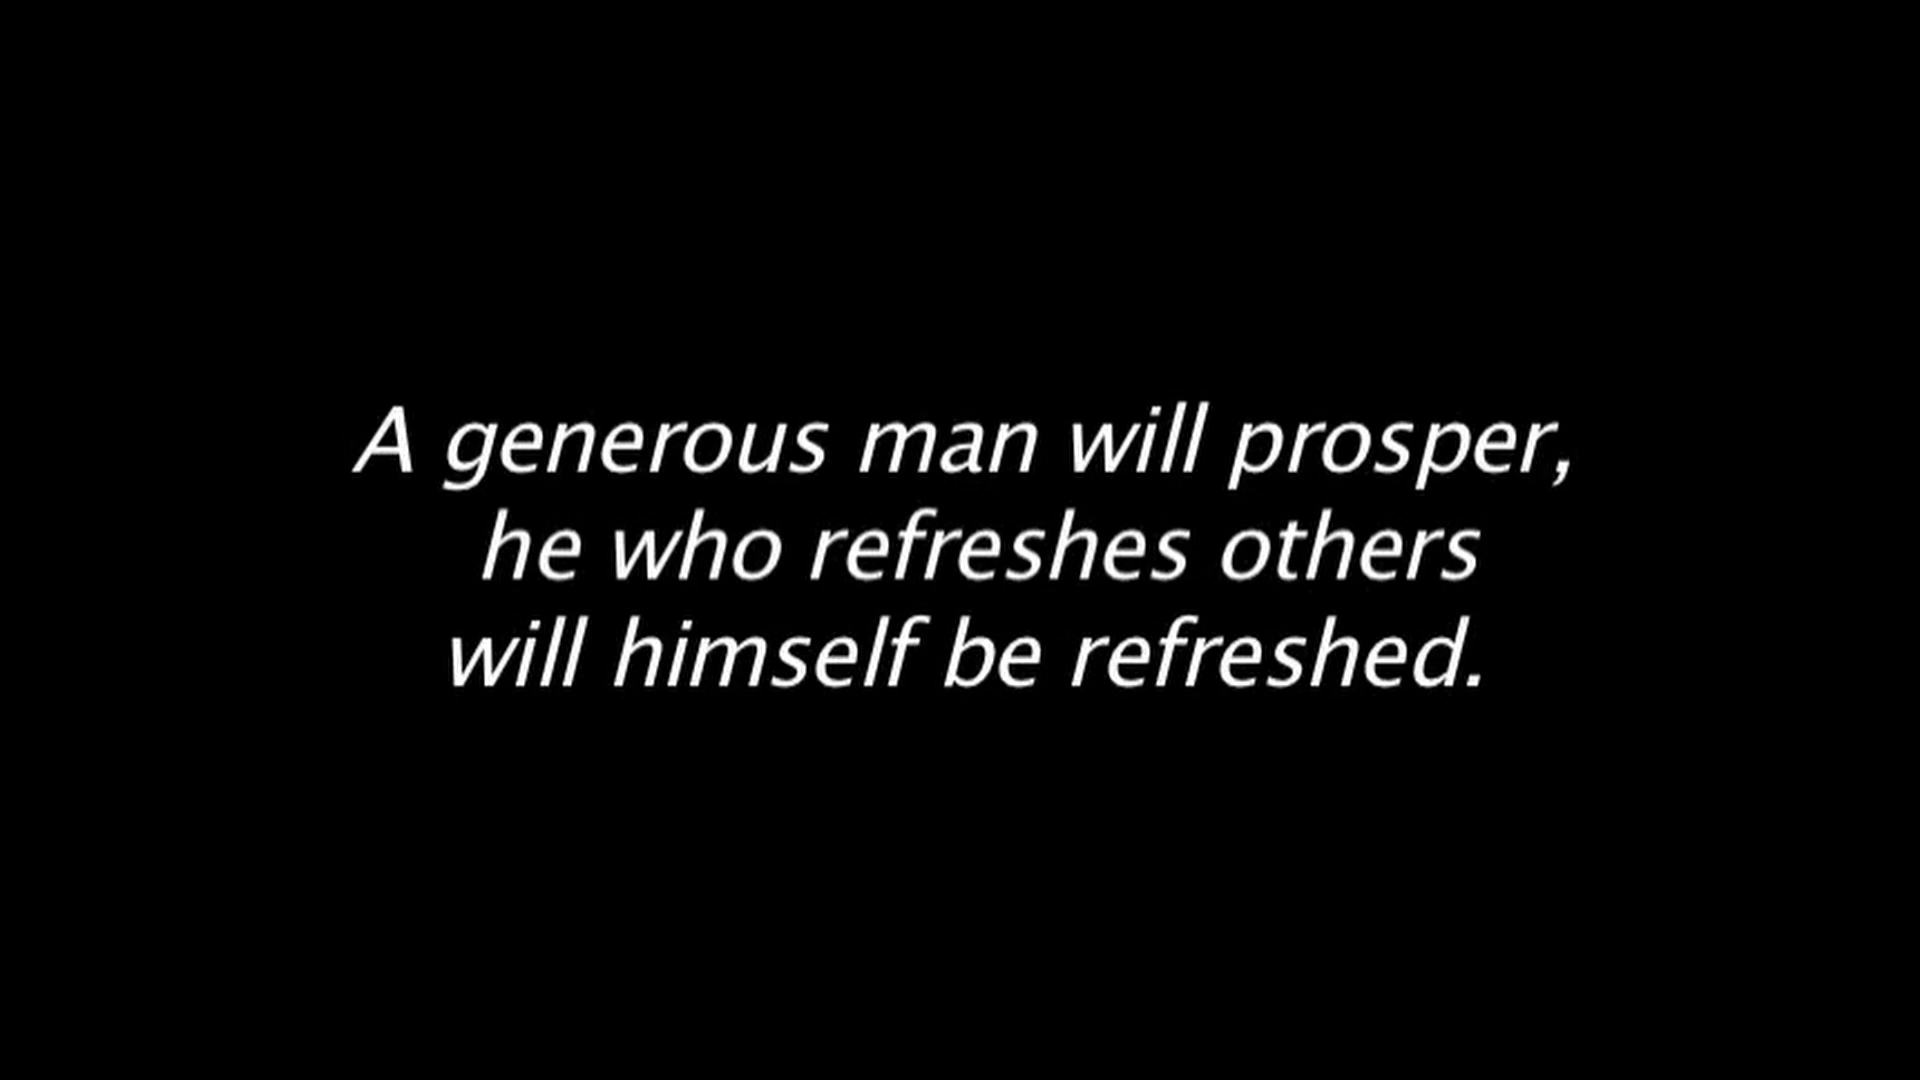 A generous man will prosper,
he who refreshes others
will himself be refreshed.